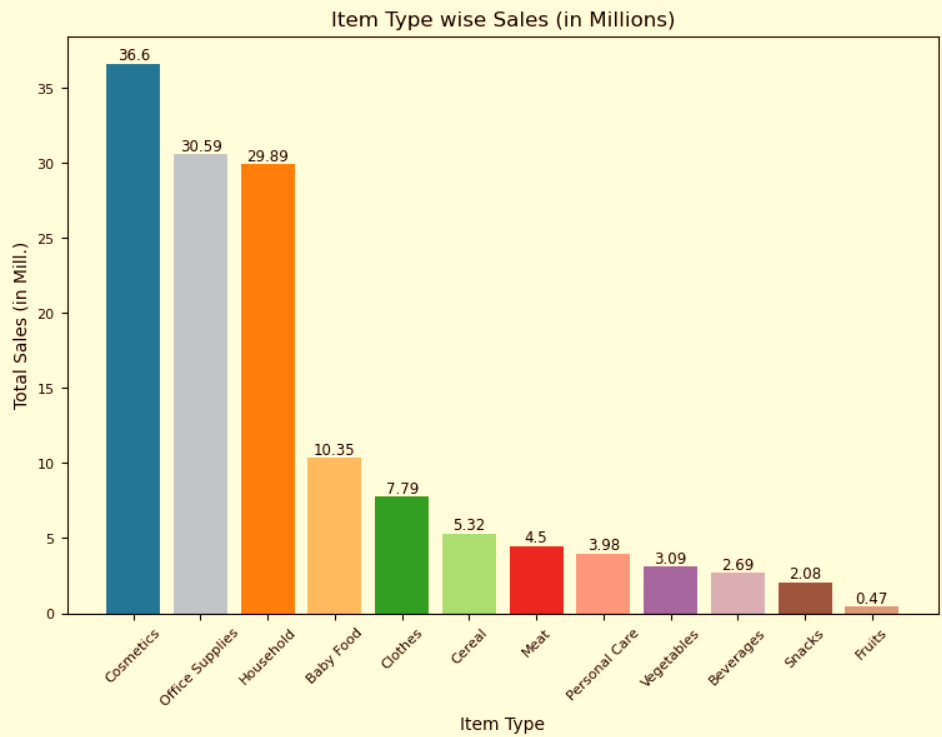 Item Type wise Sales (in Millions)
Total Sales (in Mill.)
35
30
25
20
15
10
5
0
36.6
30.59
29.89
10.35
7.79
5.32
4.5
3.98
3.09
2.69
2.08
0.47
Cosmetics
Office Supplies
Household
Baby Food
Clothes
Cereal
Meat
Personal Care
Vegetables
Beverages
Snacks
Fruits
Item Type